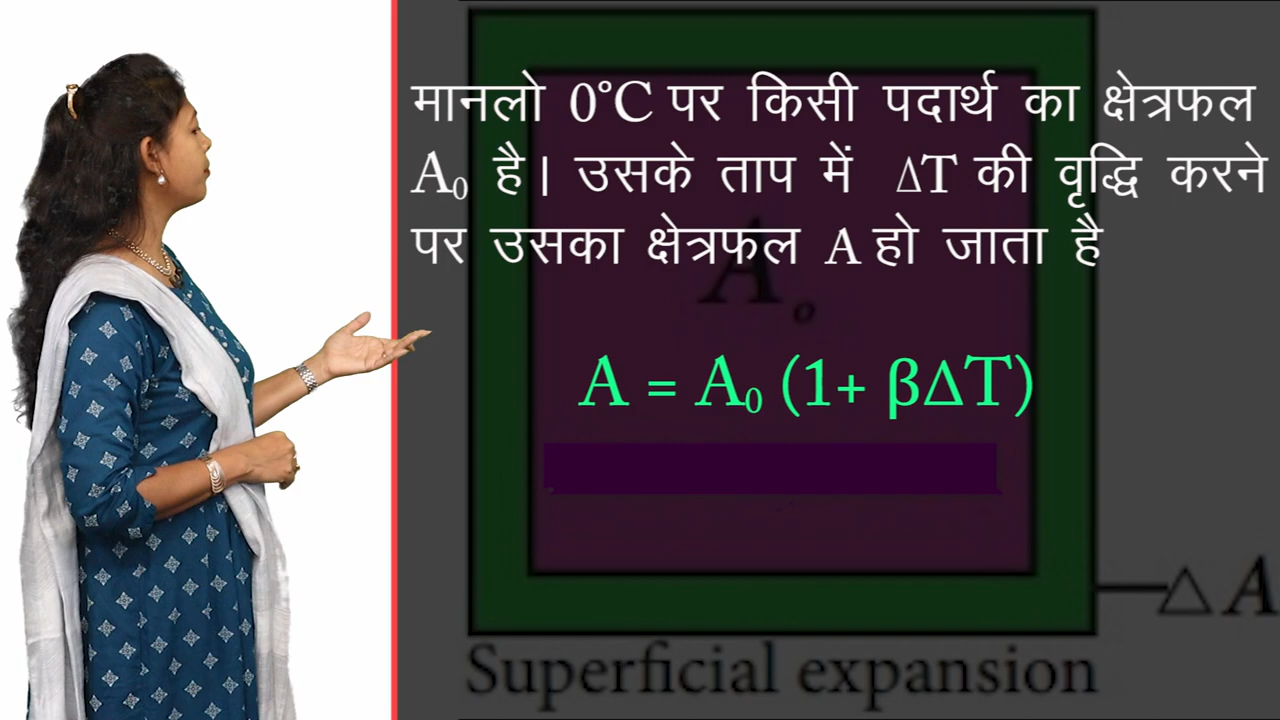 मानलो 0°C पर किसी पदार्थ का क्षेत्रफल
A₀ है। उसके ताप में ΔT की वृद्धि करने
पर उसका क्षेत्रफल A हो जाता है
A₀
A = A₀ (1+ βΔT)
ΔA
Superficial expansion